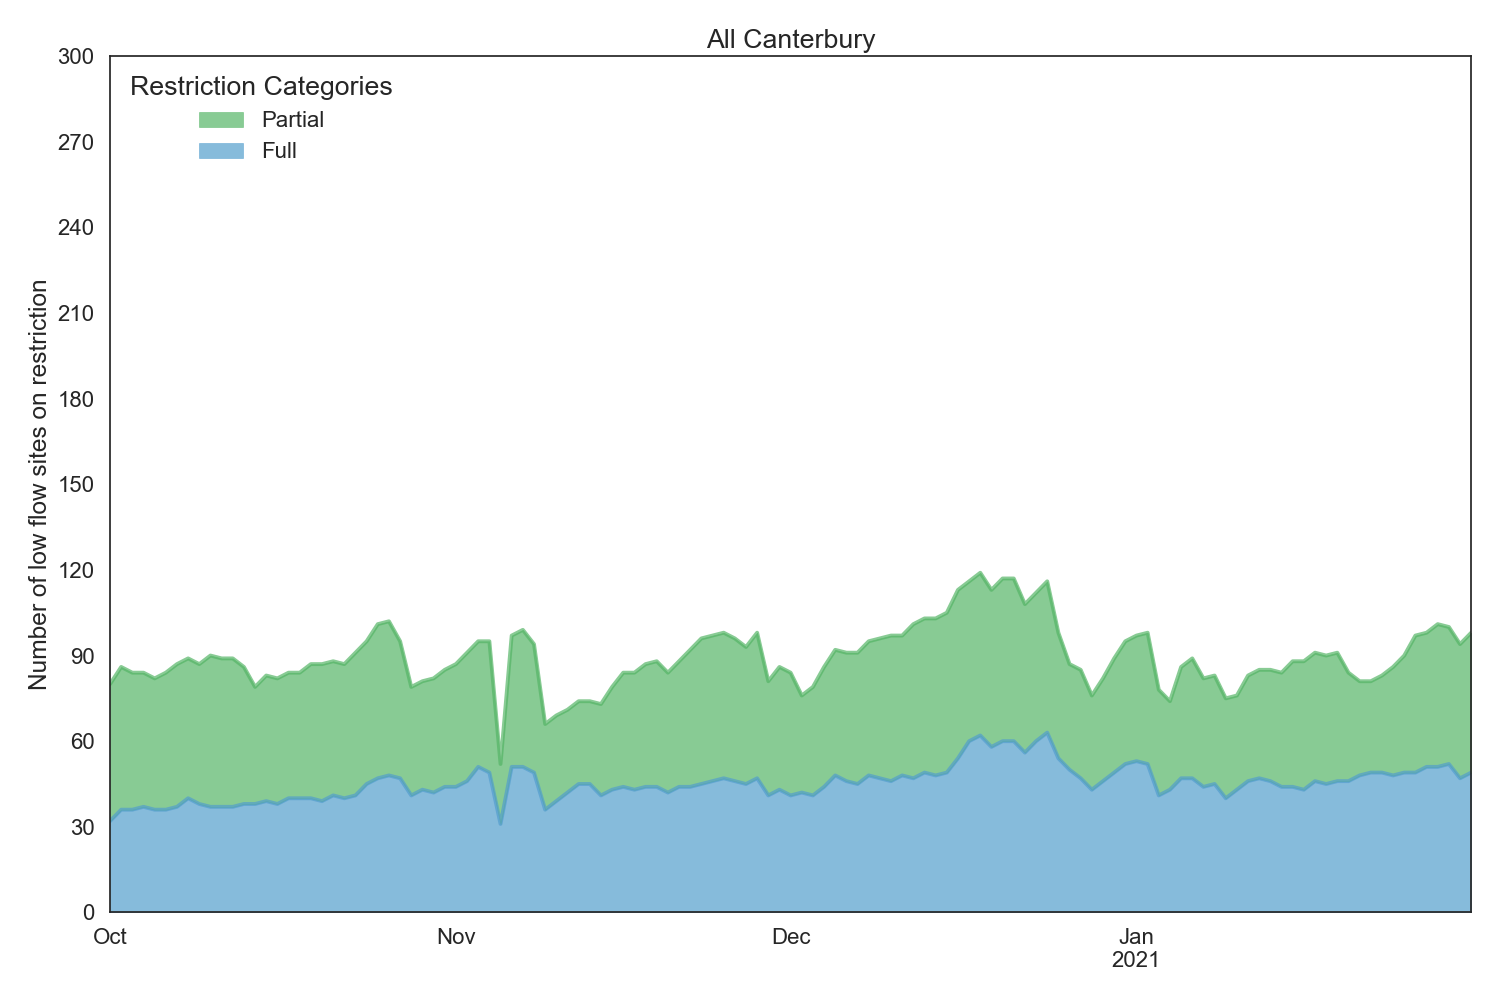 All Canterbury
Restriction Categories
Partial
Full
Number of low flow sites on restriction
300
270
240
210
180
150
120
90
60
30
0
Oct
Nov
Dec
Jan
2021